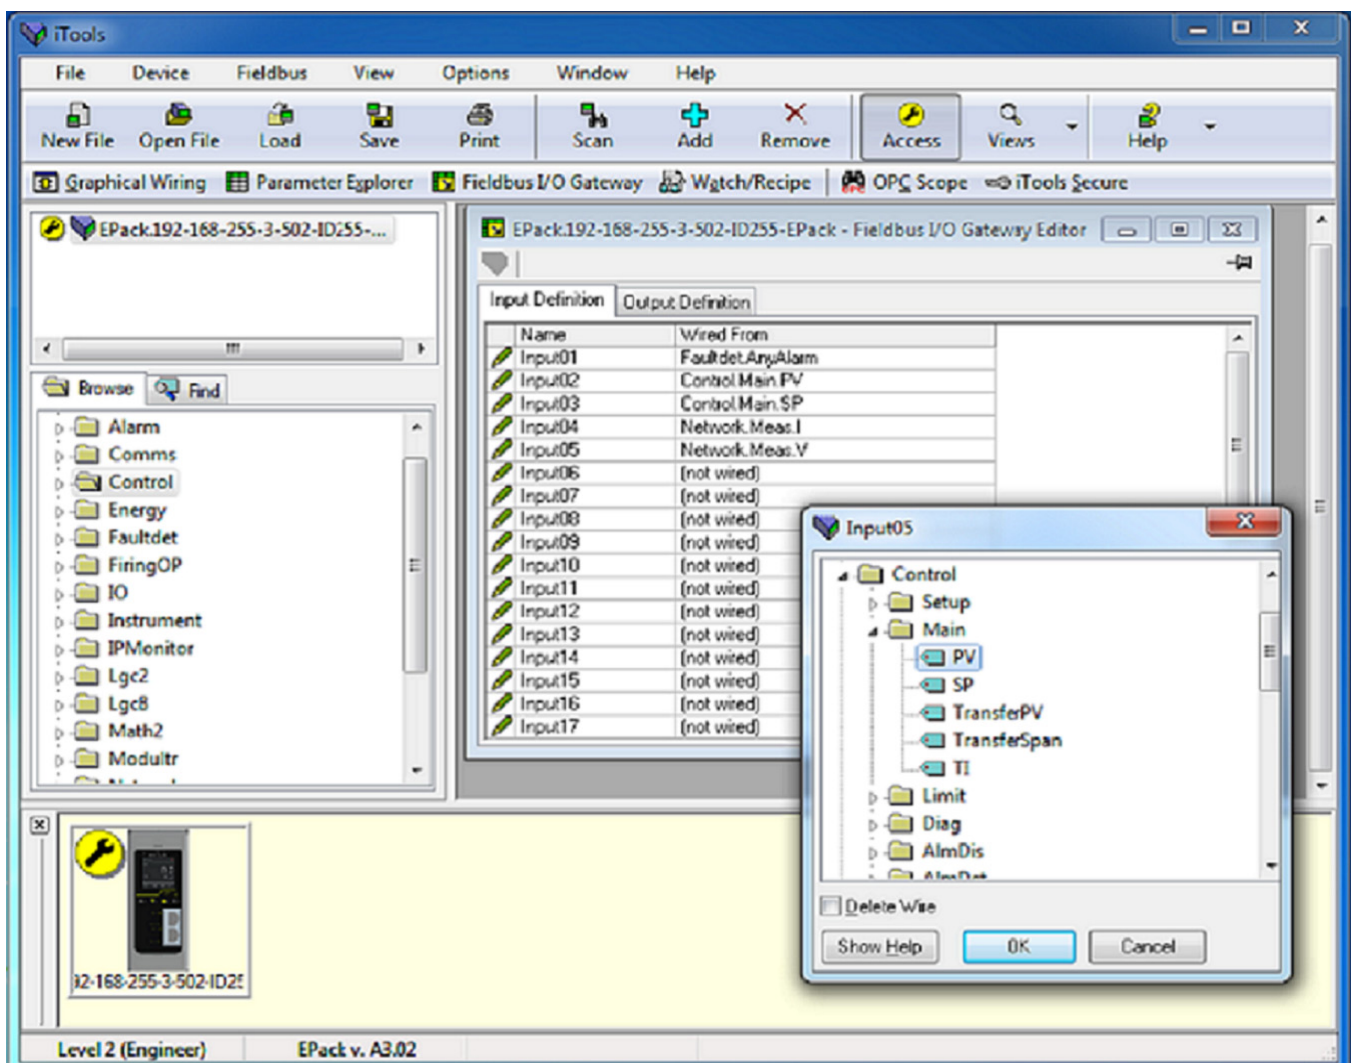 iTools
File Device Fieldbus View Options Window Help
New File Open File Load Save Print Scan Add Remove Access Views Help
Graphical Wiring Parameter Explorer Fieldbus I/O Gateway Watch/Recipe OPC Scope iTools Secure
EPack.192-168-255-3-502-ID255-...
EPack.192-168-255-3-502-ID255-EPack - Fieldbus I/O Gateway Editor
Input Definition Output Definition
Name Wired From
Input01 Faultdet.AnyAlarm
Input02 Control.Main.PV
Input03 Control.Main.SP
Input04 Network.Meas.I
Input05 Network.Meas.V
Input06 (not wired)
Input07 (not wired)
Input08 (not wired)
Input09 (not wired)
Input10 (not wired)
Input11 (not wired)
Input12 (not wired)
Input13 (not wired)
Input14 (not wired)
Input15 (not wired)
Input16 (not wired)
Input17 (not wired)
Browse Find
Alarm
Comms
Control
Energy
Faultdet
FiringOP
IO
Instrument
IPMonitor
Lgc2
Lgc8
Math2
Modultr
Input05
Control
Setup
Main
PV
SP
TransferPV
TransferSpan
TI
Limit
Diag
AlmDis
Delete Wire
Show Help OK Cancel
92-168-255-3-502-ID25
Level 2 (Engineer) EPack v. A3.02